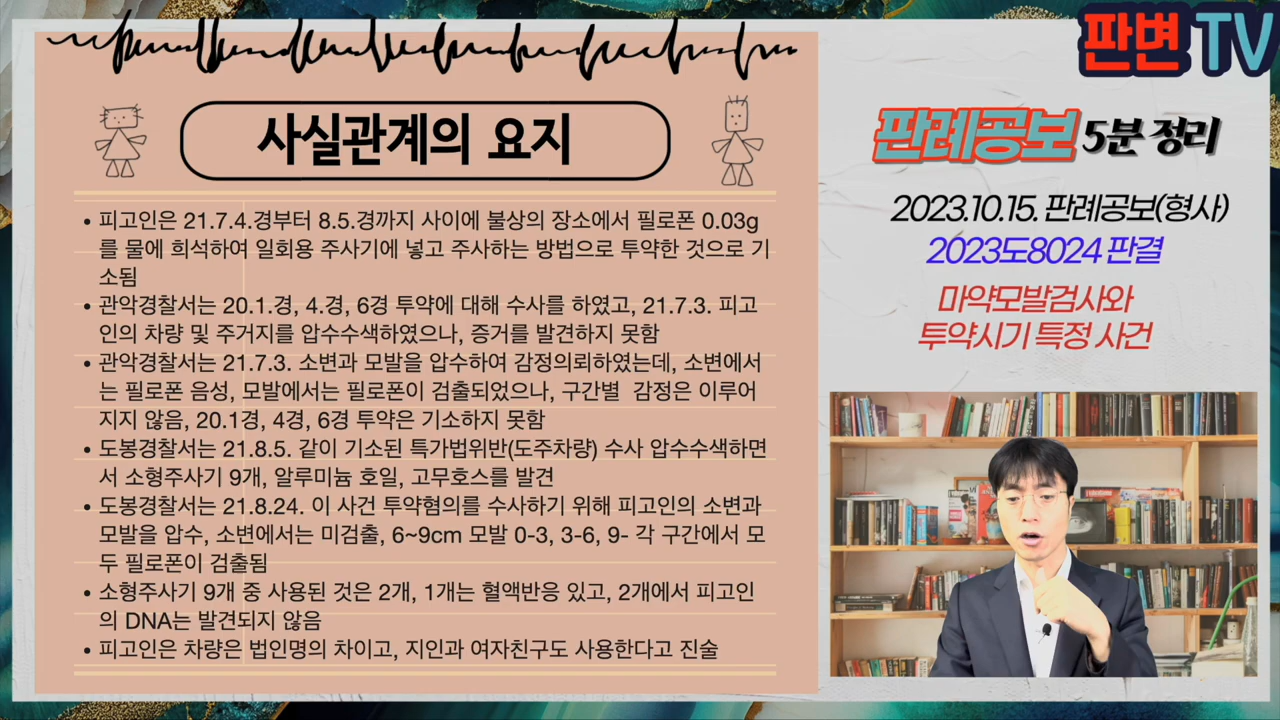 판변 TV
사실관계의 요지
• 피고인은 21.7.4.경부터 8.5.경까지 사이에 불상의 장소에서 필로폰 0.03g
를 물에 희석하여 일회용 주사기에 넣고 주사하는 방법으로 투약한 것으로 기
소됨
• 관악경찰서는 20.1.경, 4.경, 6경 투약에 대해 수사를 하였고, 21.7.3. 피고
인의 차량 및 주거지를 압수수색하였으나, 증거를 발견하지 못함
• 관악경찰서는 21.7.3. 소변과 모발을 압수하여 감정의뢰하였는데, 소변에서
는 필로폰 음성, 모발에서는 필로폰이 검출되었으나, 구간별 감정은 이루어
지지 않음, 20.1경, 4경, 6경 투약은 기소하지 못함
• 도봉경찰서는 21.8.5. 같이 기소된 특가법위반(도주차량) 수사 압수수색하면
서 소형주사기 9개, 알루미늄 호일, 고무호스를 발견
• 도봉경찰서는 21.8.24. 이 사건 투약혐의를 수사하기 위해 피고인의 소변과
모발을 압수, 소변에서는 미검출, 6~9cm 모발 0-3, 3-6, 9- 각 구간에서 모
두 필로폰이 검출됨
• 소형주사기 9개 중 사용된 것은 2개, 1개는 혈액반응 있고, 2개에서 피고인
의 DNA는 발견되지 않음
• 피고인은 차량은 법인명의 차이고, 지인과 여자친구도 사용한다고 진술
판례공보 5분 정리
2023.10.15. 판례공보(형사)
2023도8024 판결
마약모발검사와
투약시기 특정 사건